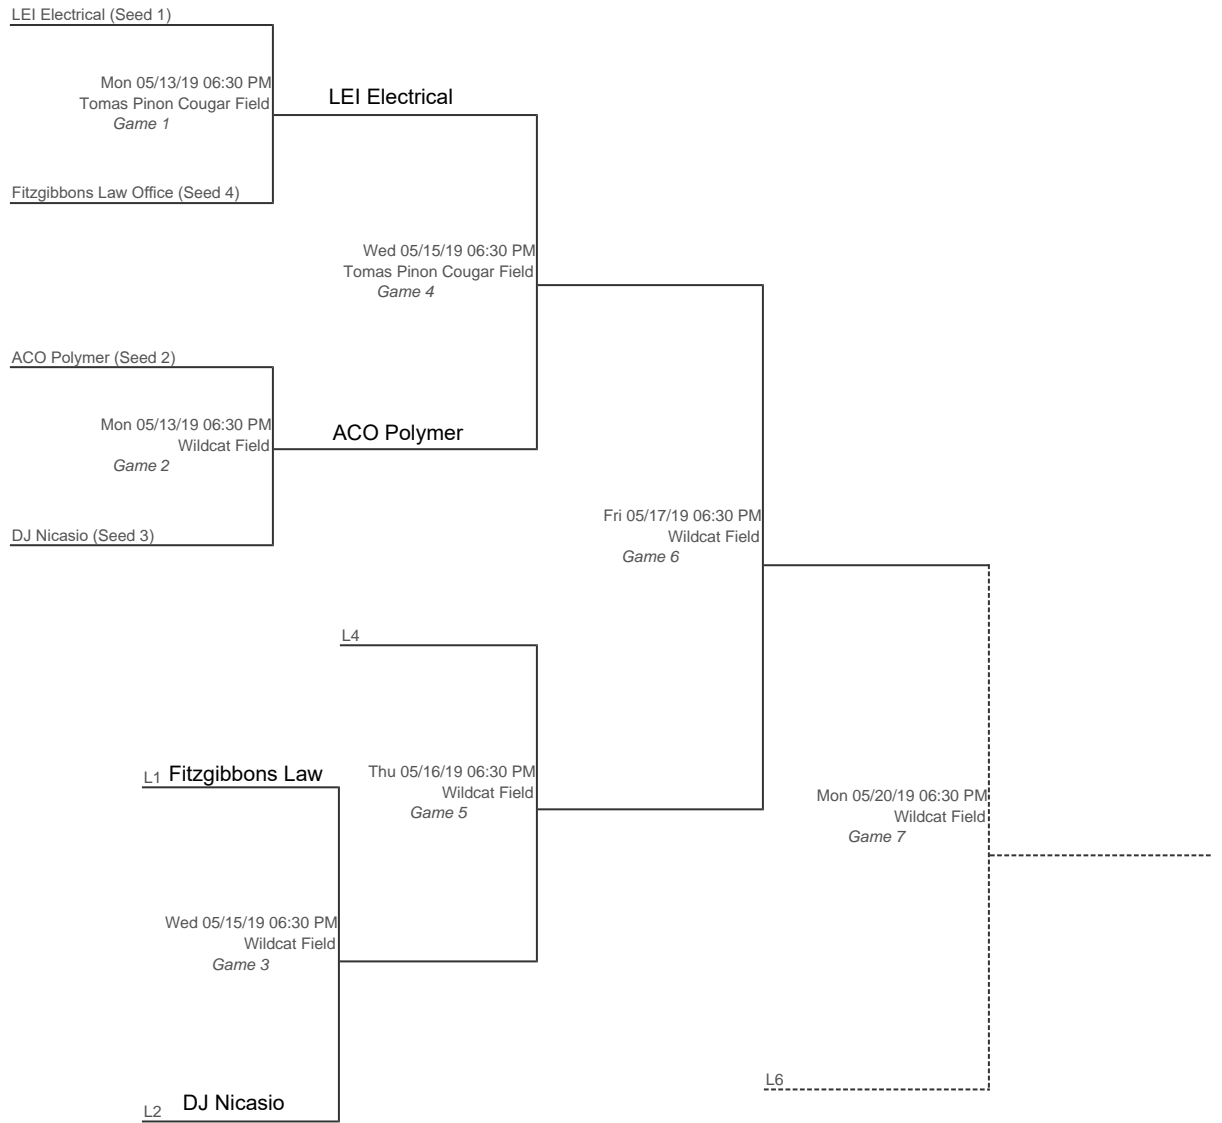 LEI Electrical (Seed 1)
Mon 05/13/19 06:30 PM
Tomas Pinon Cougar Field
Game 1
LEI Electrical
Fitzgibbons Law Office (Seed 4)
Wed 05/15/19 06:30 PM
Tomas Pinon Cougar Field
Game 4
ACO Polymer (Seed 2)
Mon 05/13/19 06:30 PM
Wildcat Field
Game 2
ACO Polymer
DJ Nicasio (Seed 3)
Fri 05/17/19 06:30 PM
Wildcat Field
Game 6
L4
L1 Fitzgibbons Law
Thu 05/16/19 06:30 PM
Wildcat Field
Game 5
Mon 05/20/19 06:30 PM
Wildcat Field
Game 7
Wed 05/15/19 06:30 PM
Wildcat Field
Game 3
L6
L2 DJ Nicasio